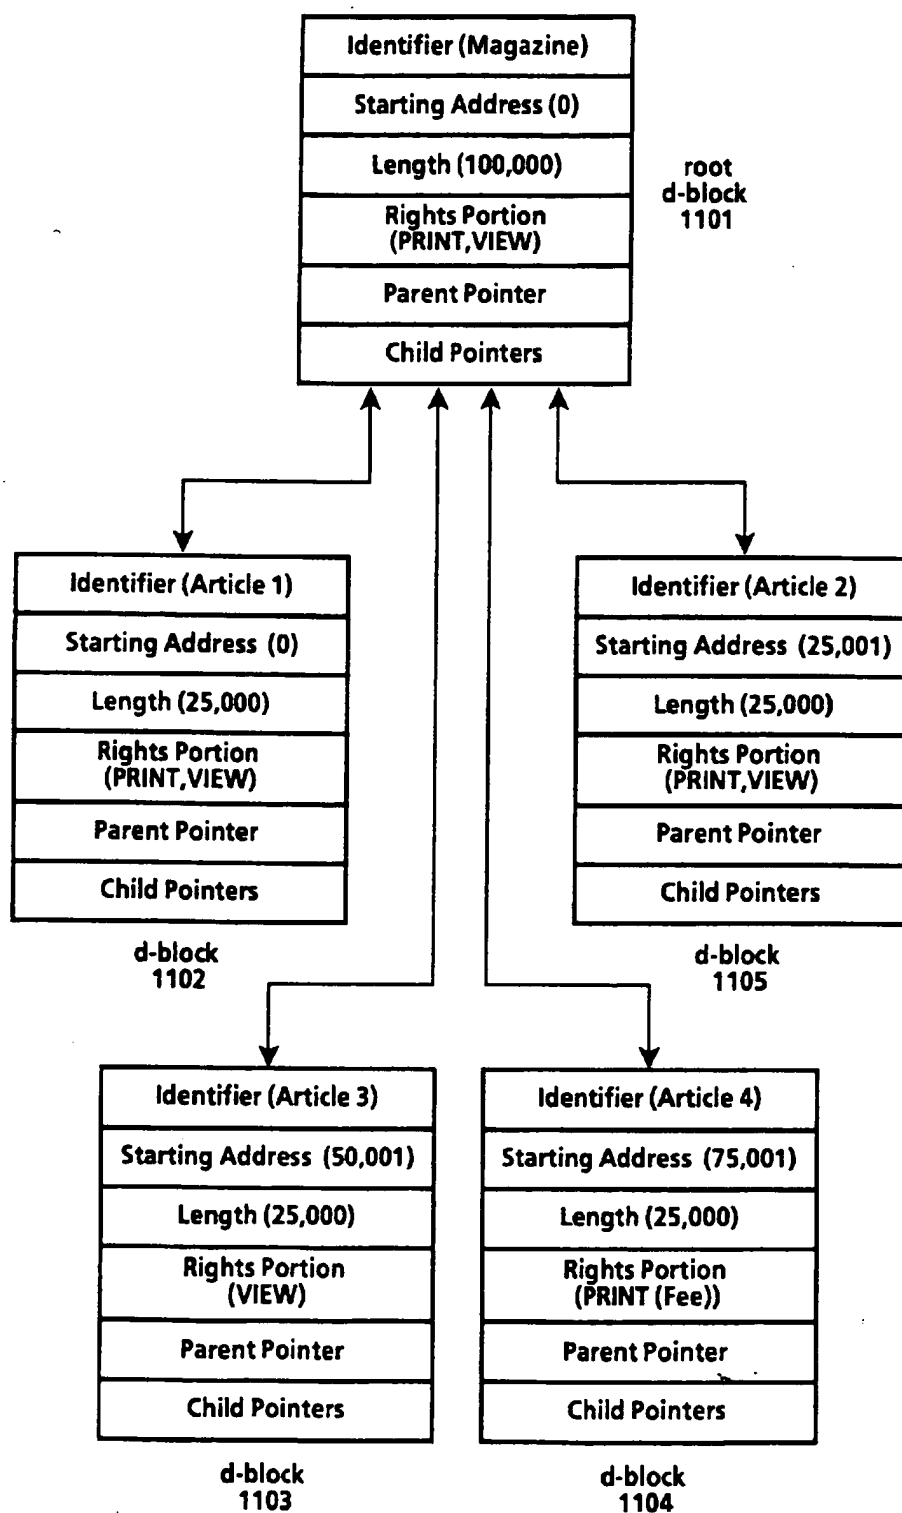 Identifier (Magazine)
Starting Address (0)
Length (100,000)
Rights Portion
(PRINT,VIEW)
Parent Pointer
Child Pointers
root
d-block
1101
Identifier (Article 1)
Starting Address (0)
Length (25,000)
Rights Portion
(PRINT,VIEW)
Parent Pointer
Child Pointers
d-block
1102
Identifier (Article 2)
Starting Address (25,001)
Length (25,000)
Rights Portion
(PRINT,VIEW)
Parent Pointer
Child Pointers
d-block
1105
Identifier (Article 3)
Starting Address (50,001)
Length (25,000)
Rights Portion
(VIEW)
Parent Pointer
Child Pointers
d-block
1103
Identifier (Article 4)
Starting Address (75,001)
Length (25,000)
Rights Portion
(PRINT (Fee))
Parent Pointer
Child Pointers
d-block
1104